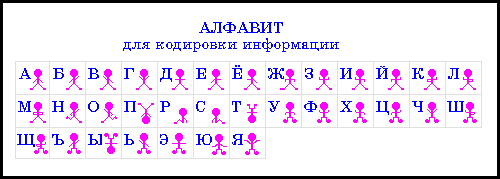 АЛФАВИТ
для кодировки информации
А Б В Г Д Е Ё Ж З И Й К Л
М Н О П Р С Т У Ф Х Ц Ч Ш
Щ Ъ Ы Ь Э Ю Я